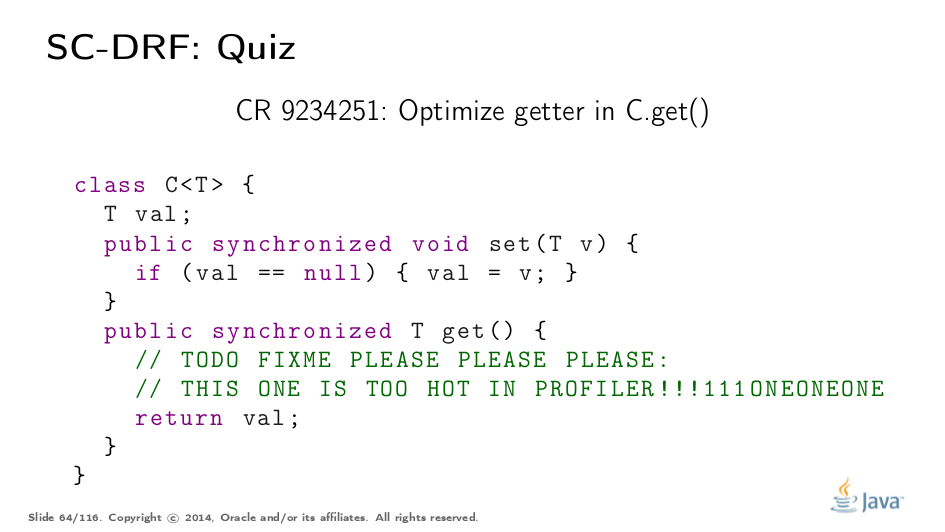 SC-DRF: Quiz
CR 9234251: Optimize getter in C.get()
class C<T> {
  T val;
  public synchronized void set(T v) {
    if (val == null) { val = v; }
  }
  public synchronized T get() {
    // TODO FIXME PLEASE PLEASE PLEASE:
    // THIS ONE IS TOO HOT IN PROFILER!!!111ONEONEONE
    return val;
  }
}
Java™
Slide 64/116. Copyright © 2014, Oracle and/or its affiliates. All rights reserved.